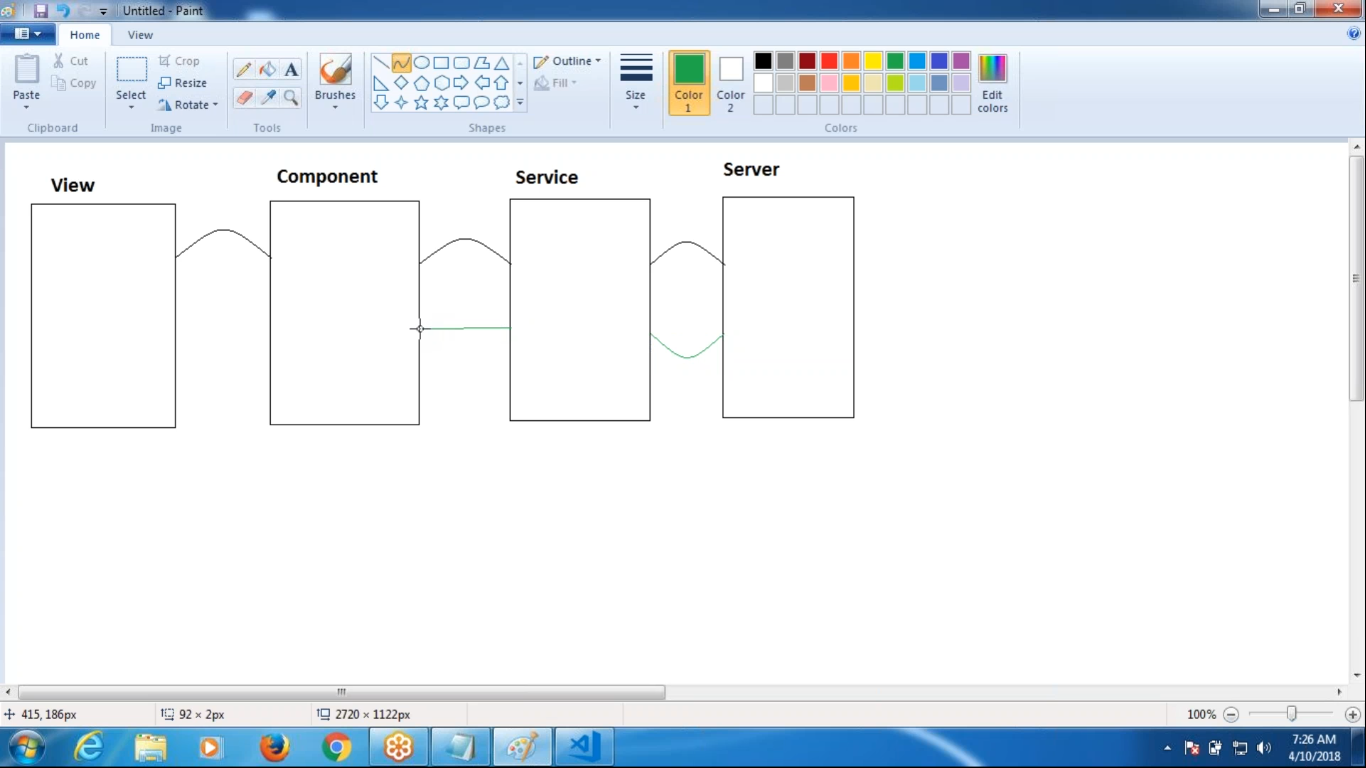 Untitled - Paint
Home View
Paste
Cut
Copy
Clipboard
Select
Crop
Resize
Rotate
Image
A
Tools
Brushes
Outline
Fill
Shapes
Size
Color 1
Color 2
Edit colors
Colors
View
Component
Service
Server
415, 186px
92 × 2px
2720 × 1122px
100%
7:26 AM
4/10/2018